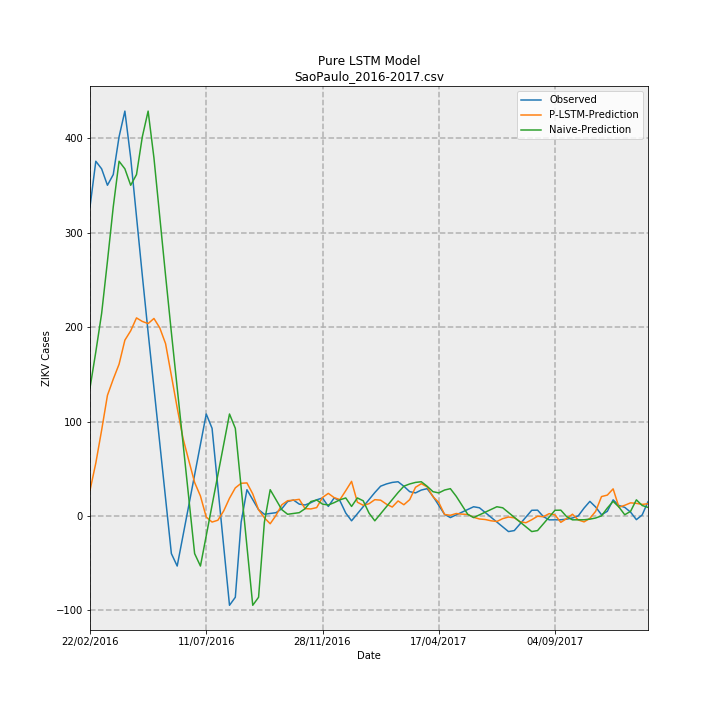 Pure LSTM Model
SaoPaulo_2016-2017.csv
Observed
P-LSTM-Prediction
Naive-Prediction
ZIKV Cases
400
300
200
100
0
−100
22/02/2016
11/07/2016
28/11/2016
17/04/2017
04/09/2017
Date